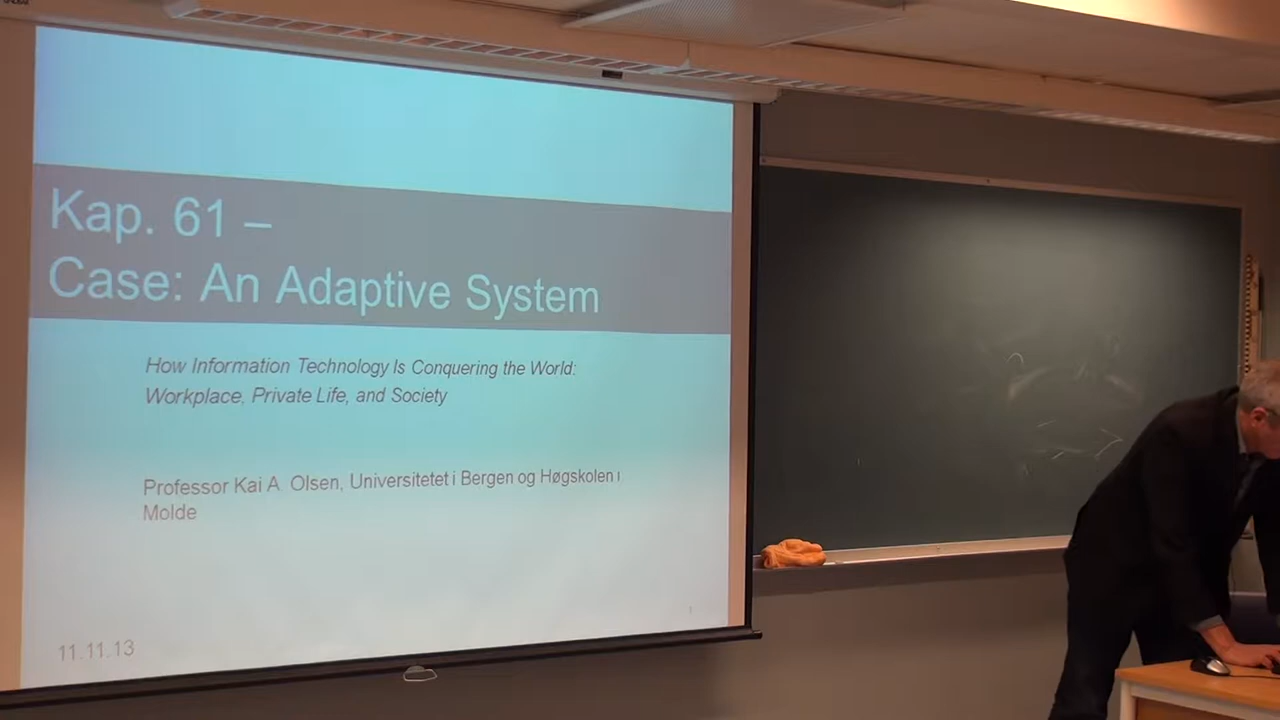 Kap. 61 –
Case: An Adaptive System
How Information Technology Is Conquering the World:
Workplace, Private Life, and Society
Professor Kai A. Olsen, Universitetet i Bergen og Høgskolen i
Molde
11.11.13
1